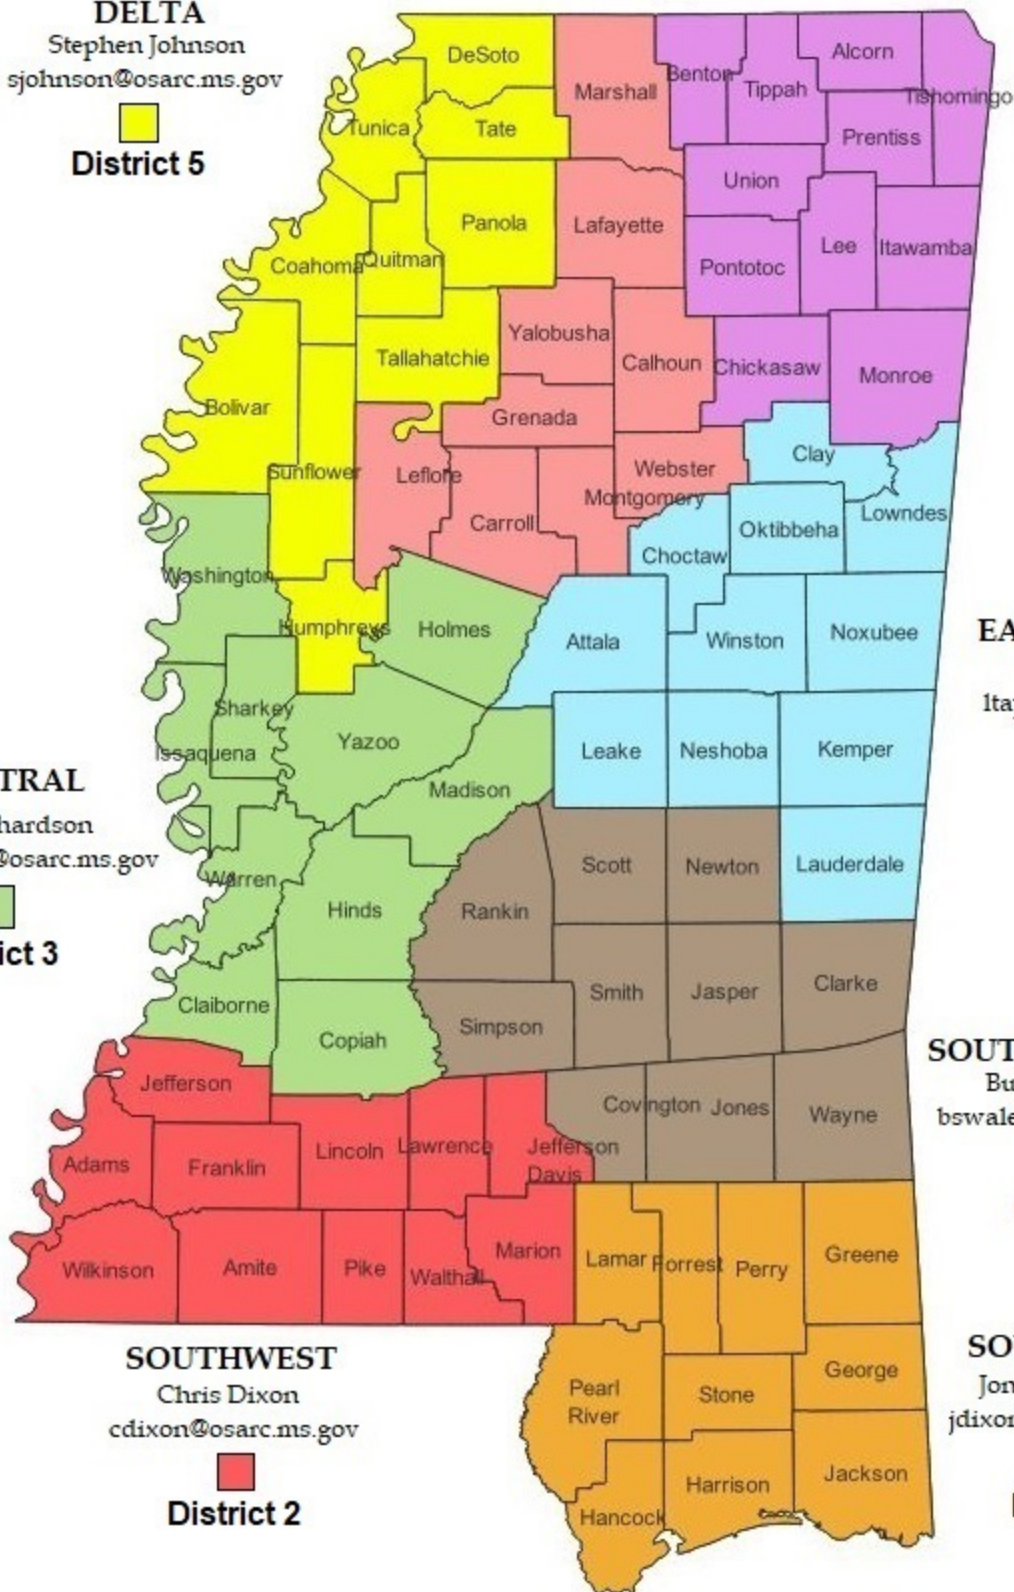 DELTA
Stephen Johnson
sjohnson@osarc.ms.gov
District 5
DeSoto
Marshall
Benton
Tippah
Alcorn
Tishomingo
Tunica
Tate
Prentiss
Union
Panola
Lafayette
Pontotoc
Lee
Itawamba
Coahoma
Quitman
Tallahatchie
Yalobusha
Calhoun
Chickasaw
Monroe
Bolivar
Grenada
Sunflower
Leflore
Webster
Clay
Carroll
Montgomery
Lowndes
Oktibbeha
Choctaw
Washington
Humphreys
Holmes
Attala
Winston
Noxubee
EA
lta
Sharkey
Issaquena
Yazoo
Leake
Neshoba
Kemper
Madison
TRAL
hardson
@osarc.ms.gov
ict 3
Warren
Hinds
Rankin
Scott
Newton
Lauderdale
Claiborne
Copiah
Simpson
Smith
Jasper
Clarke
SOUT
Bu
bswale
Jefferson
Adams
Franklin
Lincoln
Lawrence
Jefferson
Davis
Covington
Jones
Wayne
Wilkinson
Amite
Pike
Walthall
Marion
Lamar
Forrest
Perry
Greene
SOUTHWEST
Chris Dixon
cdixon@osarc.ms.gov
District 2
Pearl
River
Stone
George
SO
Jon
jdixon
Hancock
Harrison
Jackson